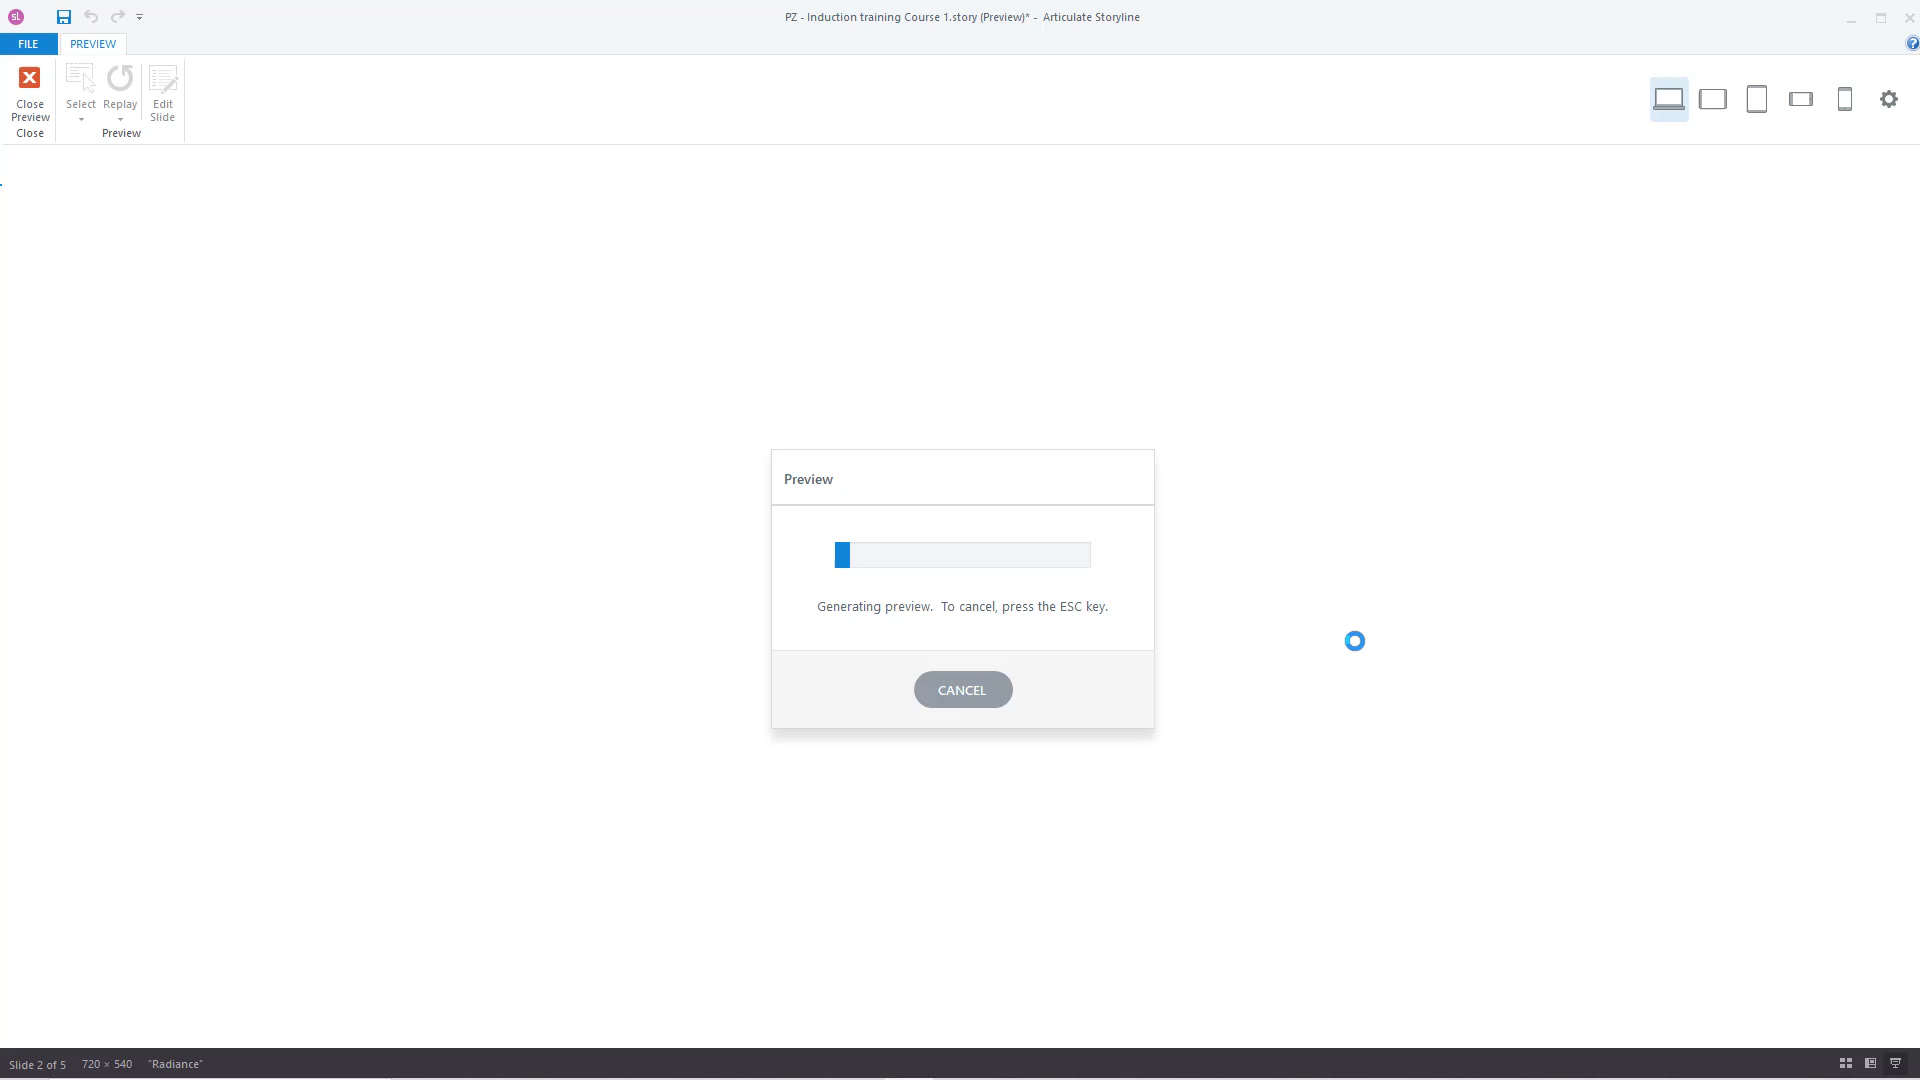 sl
PZ - Induction training Course 1.story (Preview)* - Articulate Storyline
FILE
PREVIEW
?
Close Preview
Select
Replay
Edit Slide
Close
Preview
Preview
Generating preview. To cancel, press the ESC key.
CANCEL
Slide 2 of 5
720 × 540
"Radiance"